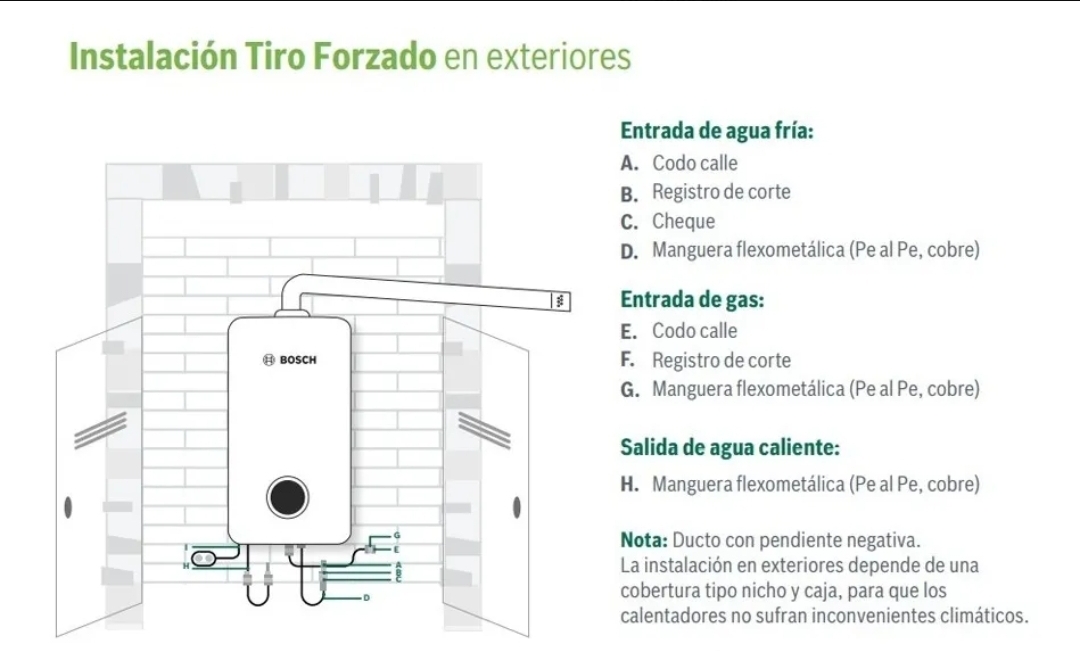 Instalación Tiro Forzado en exteriores
Entrada de agua fría:
A. Codo calle
B. Registro de corte
C. Cheque
D. Manguera flexometálica (Pe al Pe, cobre)
Entrada de gas:
E. Codo calle
F. Registro de corte
G. Manguera flexometálica (Pe al Pe, cobre)
Salida de agua caliente:
H. Manguera flexometálica (Pe al Pe, cobre)
Nota: Ducto con pendiente negativa.
La instalación en exteriores depende de una
cobertura tipo nicho y caja, para que los
calentadores no sufran inconvenientes climáticos.
BOSCH
I
H
G
E
A
B
C
D